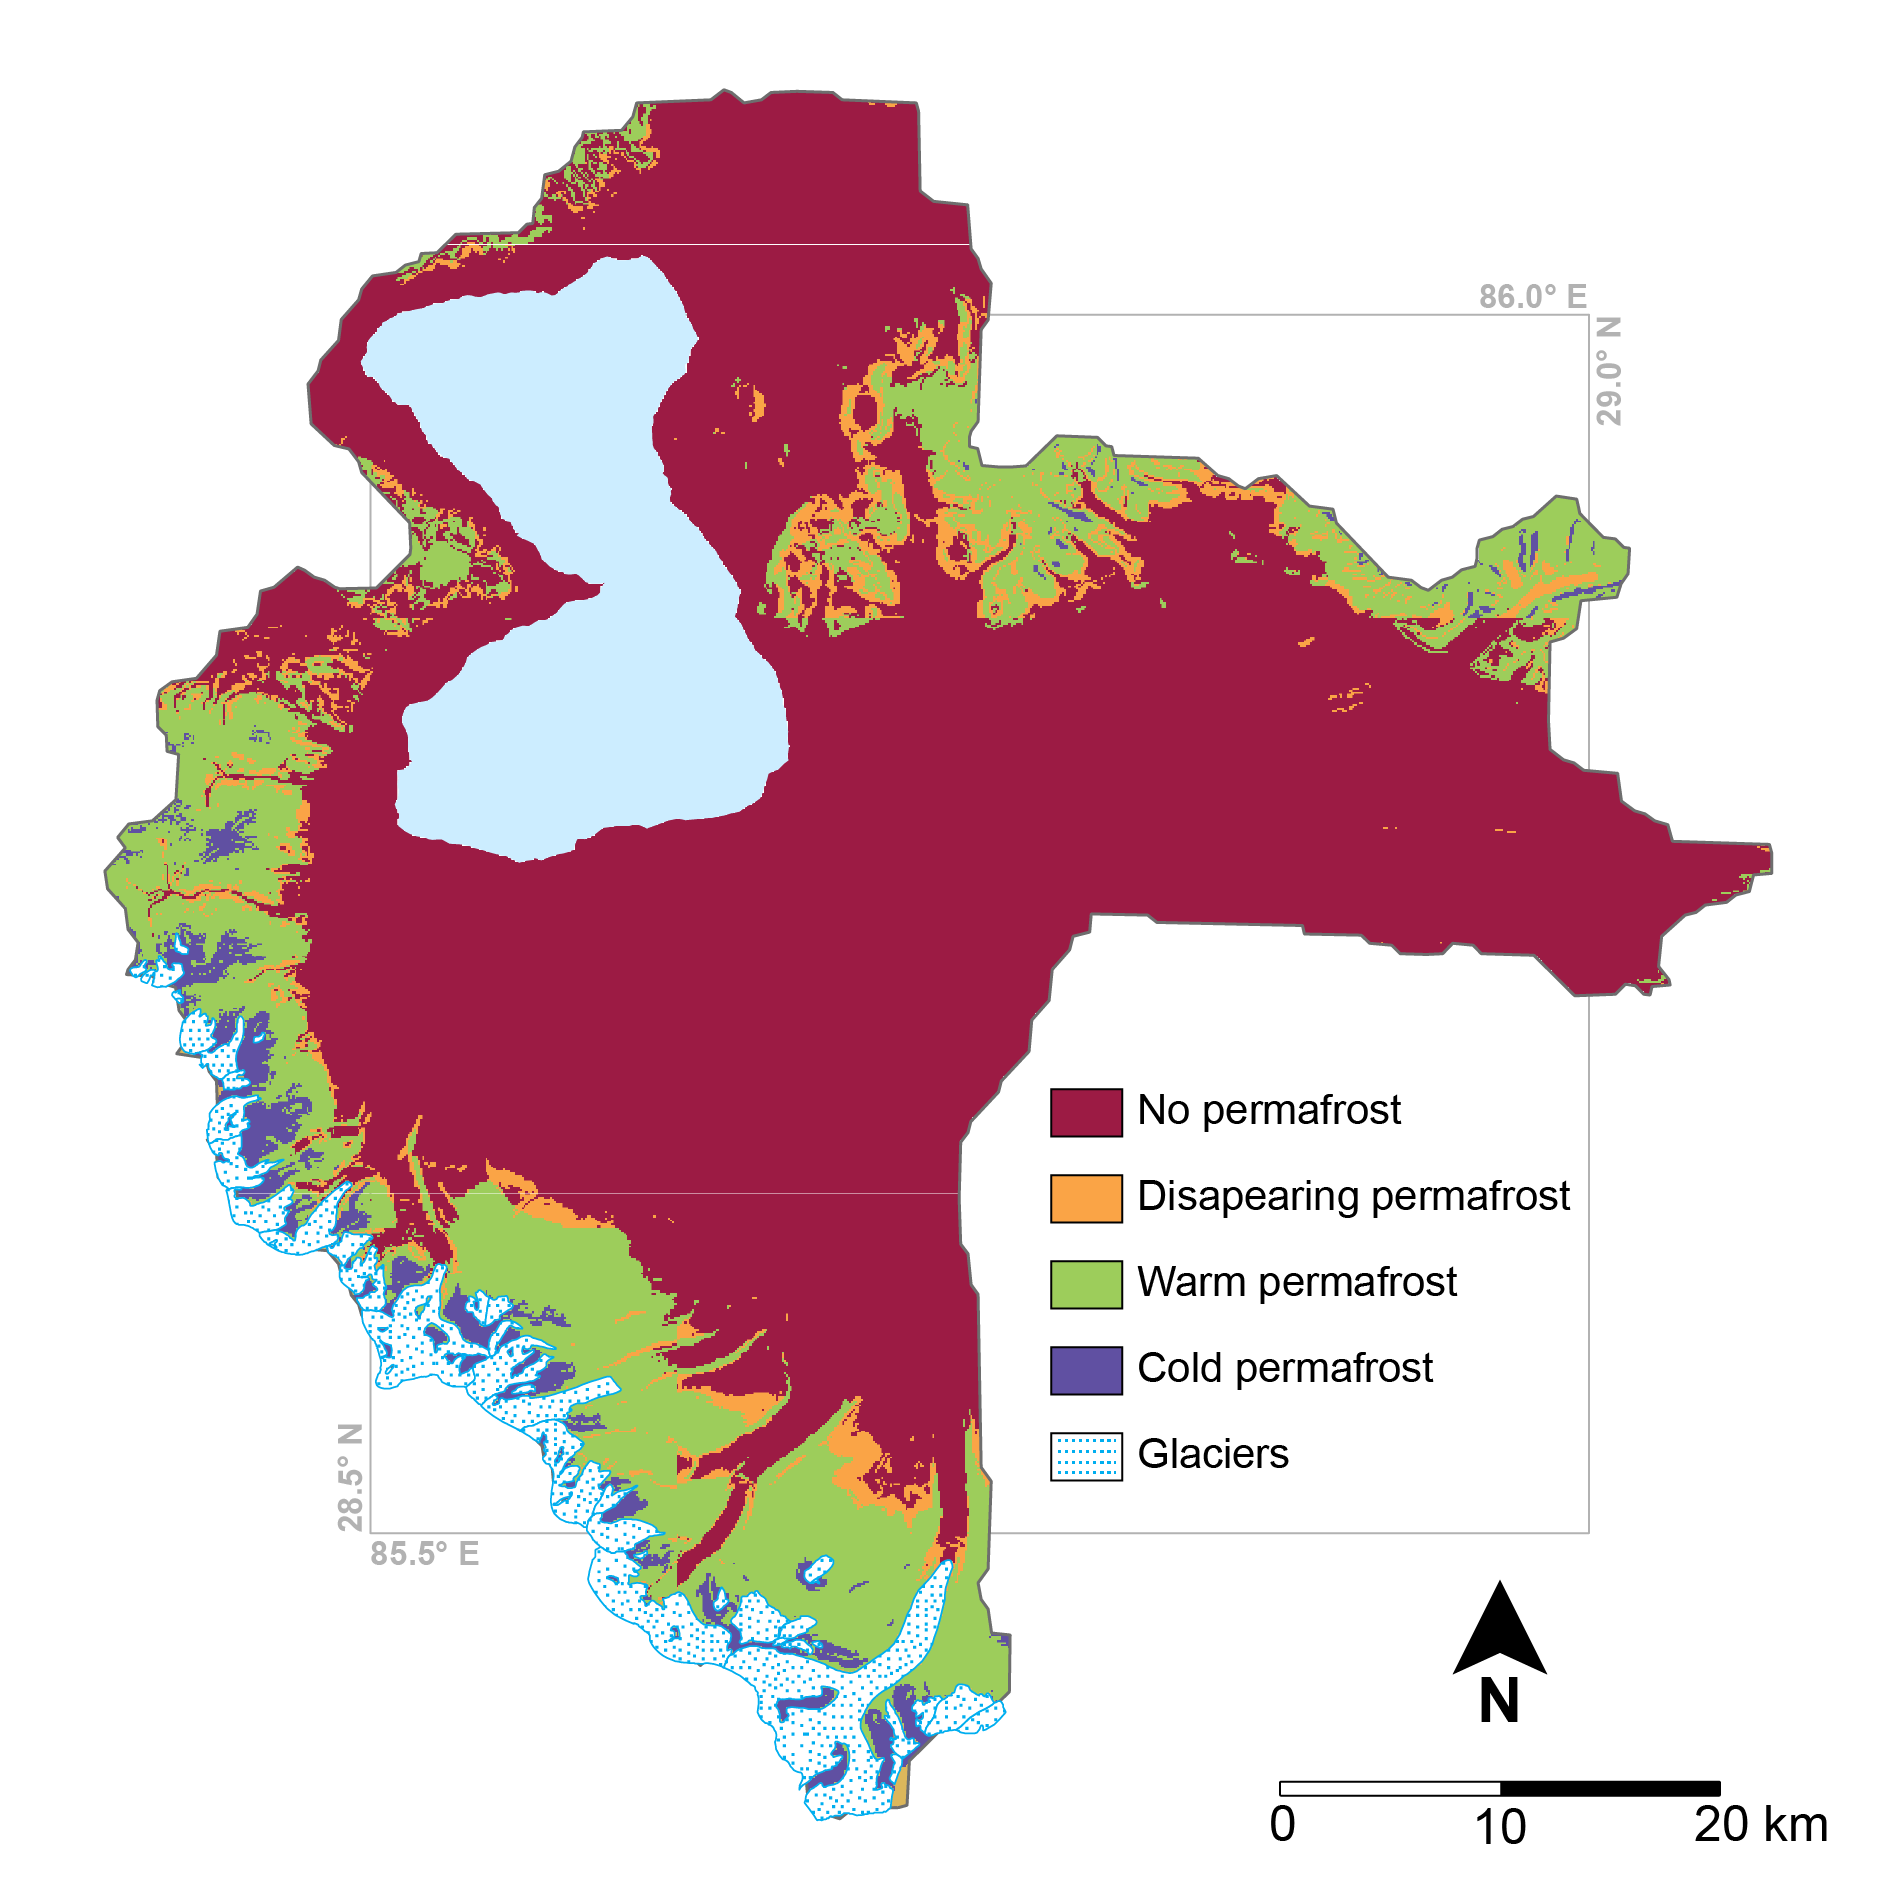 86.0° E
29.0° N
No permafrost
Disapearing permafrost
Warm permafrost
Cold permafrost
Glaciers
28.5° N
85.5° E
N
0 10 20 km